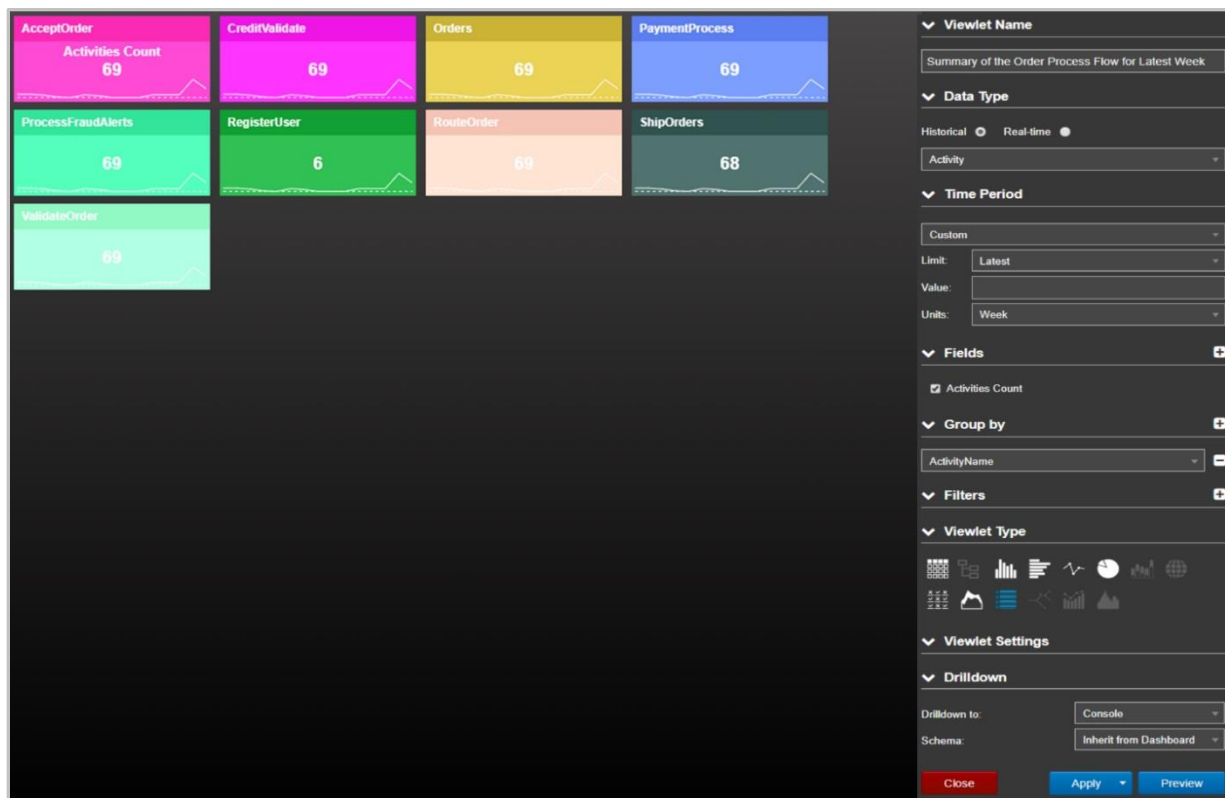 AcceptOrder
Activities Count
69
CreditValidate
69
Orders
69
PaymentProcess
69
ProcessFraudAlerts
69
RegisterUser
6
RouteOrder
69
ShipOrders
68
ValidateOrder
69
Viewlet Name
Summary of the Order Process Flow for Latest Week
Data Type
Historical Real-time
Activity
Time Period
Custom
Limit: Latest
Value:
Units: Week
Fields
Activities Count
Group by
ActivityName
Filters
Viewlet Type
Viewlet Settings
Drilldown
Drilldown to: Console
Schema: Inherit from Dashboard
Close Apply Preview